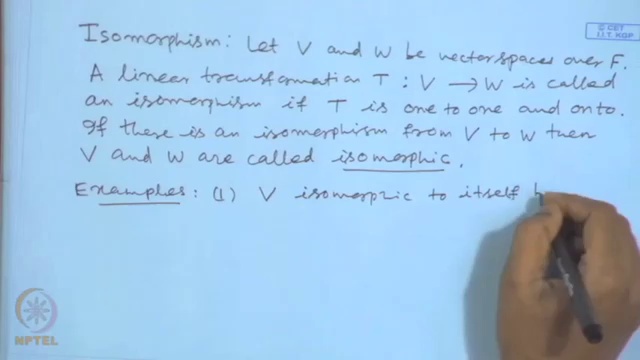 © CET
I.I.T. KGP
Isomorphism: Let V and W be vector spaces over F.
A linear transformation T : V → W is called
an isomorphism if T is one to one and onto.
If there is an isomorphism from V to W then
V and W are called isomorphic.
Examples: (1) V isomorphic to itself
NPTEL